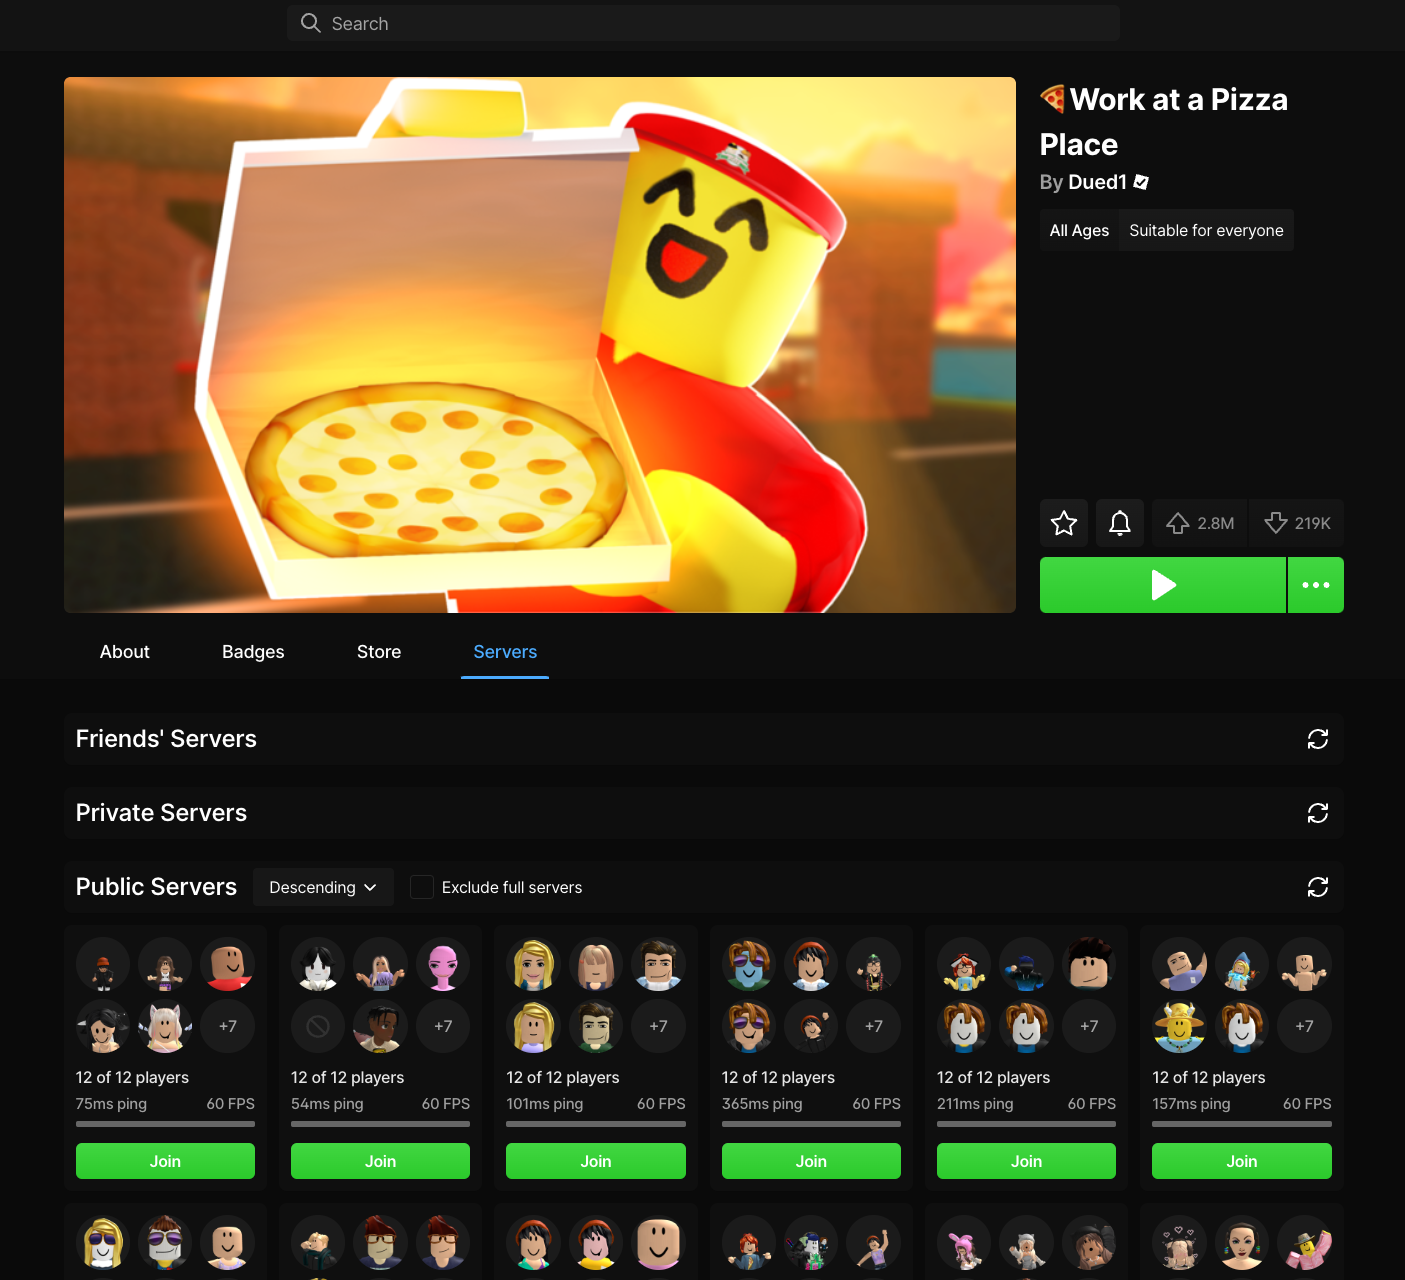 Search
🍕Work at a Pizza
Place
By Dued1
All Ages Suitable for everyone
2.8M 219K
About Badges Store Servers
Friends' Servers
Private Servers
Public Servers Descending Exclude full servers
+7 +7 +7 +7 +7 +7
12 of 12 players 12 of 12 players 12 of 12 players 12 of 12 players 12 of 12 players 12 of 12 players
75ms ping 60 FPS 54ms ping 60 FPS 101ms ping 60 FPS 365ms ping 60 FPS 211ms ping 60 FPS 157ms ping 60 FPS
Join Join Join Join Join Join